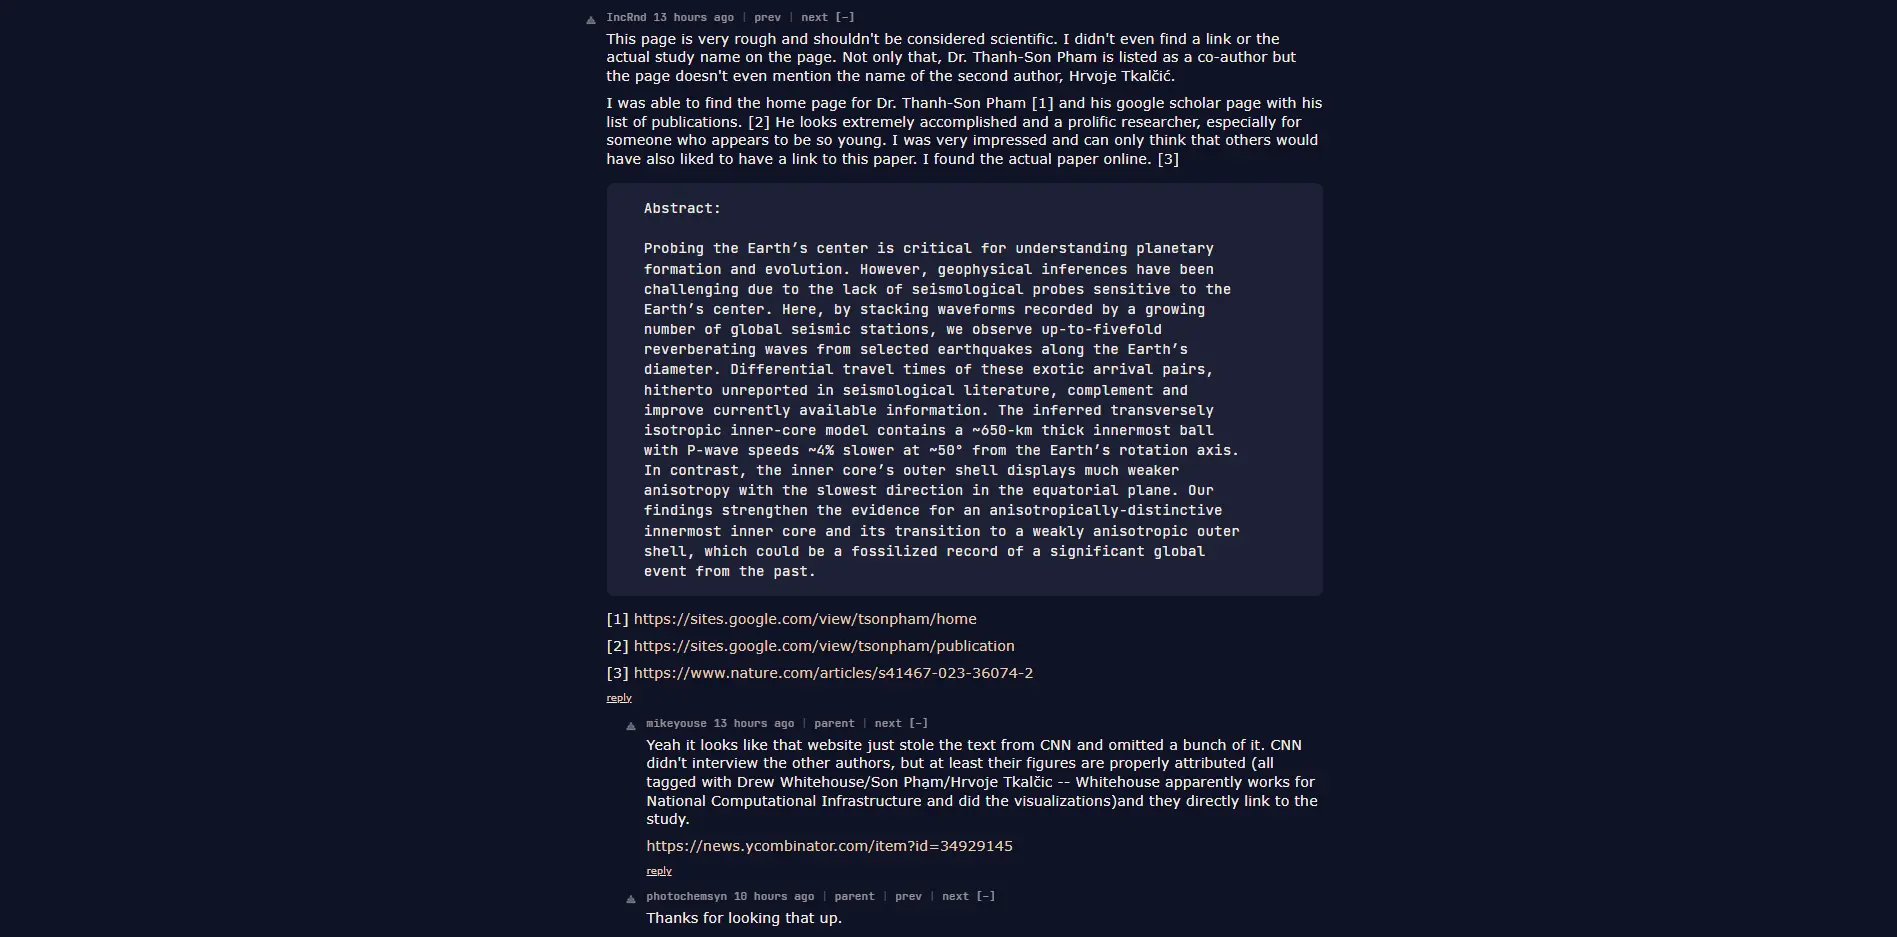 IncRnd 13 hours ago | prev | next [–]
This page is very rough and shouldn't be considered scientific. I didn't even find a link or the
actual study name on the page. Not only that, Dr. Thanh-Son Pham is listed as a co-author but
the page doesn't even mention the name of the second author, Hrvoje Tkalčić.
I was able to find the home page for Dr. Thanh-Son Pham [1] and his google scholar page with his
list of publications. [2] He looks extremely accomplished and a prolific researcher, especially for
someone who appears to be so young. I was very impressed and can only think that others would
have also liked to have a link to this paper. I found the actual paper online. [3]
Abstract:
Probing the Earth’s center is critical for understanding planetary
formation and evolution. However, geophysical inferences have been
challenging due to the lack of seismological probes sensitive to the
Earth’s center. Here, by stacking waveforms recorded by a growing
number of global seismic stations, we observe up-to-fivefold
reverberating waves from selected earthquakes along the Earth’s
diameter. Differential travel times of these exotic arrival pairs,
hitherto unreported in seismological literature, complement and
improve currently available information. The inferred transversely
isotropic inner-core model contains a ~650-km thick innermost ball
with P-wave speeds ~4% slower at ~50° from the Earth’s rotation axis.
In contrast, the inner core’s outer shell displays much weaker
anisotropy with the slowest direction in the equatorial plane. Our
findings strengthen the evidence for an anisotropically-distinctive
innermost inner core and its transition to a weakly anisotropic outer
shell, which could be a fossilized record of a significant global
event from the past.
[1] https://sites.google.com/view/tsonpham/home
[2] https://sites.google.com/view/tsonpham/publication
[3] https://www.nature.com/articles/s41467-023-36074-2
reply
mikeyouse 13 hours ago | parent | next [–]
Yeah it looks like that website just stole the text from CNN and omitted a bunch of it. CNN
didn't interview the other authors, but at least their figures are properly attributed (all
tagged with Drew Whitehouse/Son Phạm/Hrvoje Tkalčic -- Whitehouse apparently works for
National Computational Infrastructure and did the visualizations)and they directly link to the
study.
https://news.ycombinator.com/item?id=34929145
reply
photochemsyn 10 hours ago | parent | prev | next [–]
Thanks for looking that up.